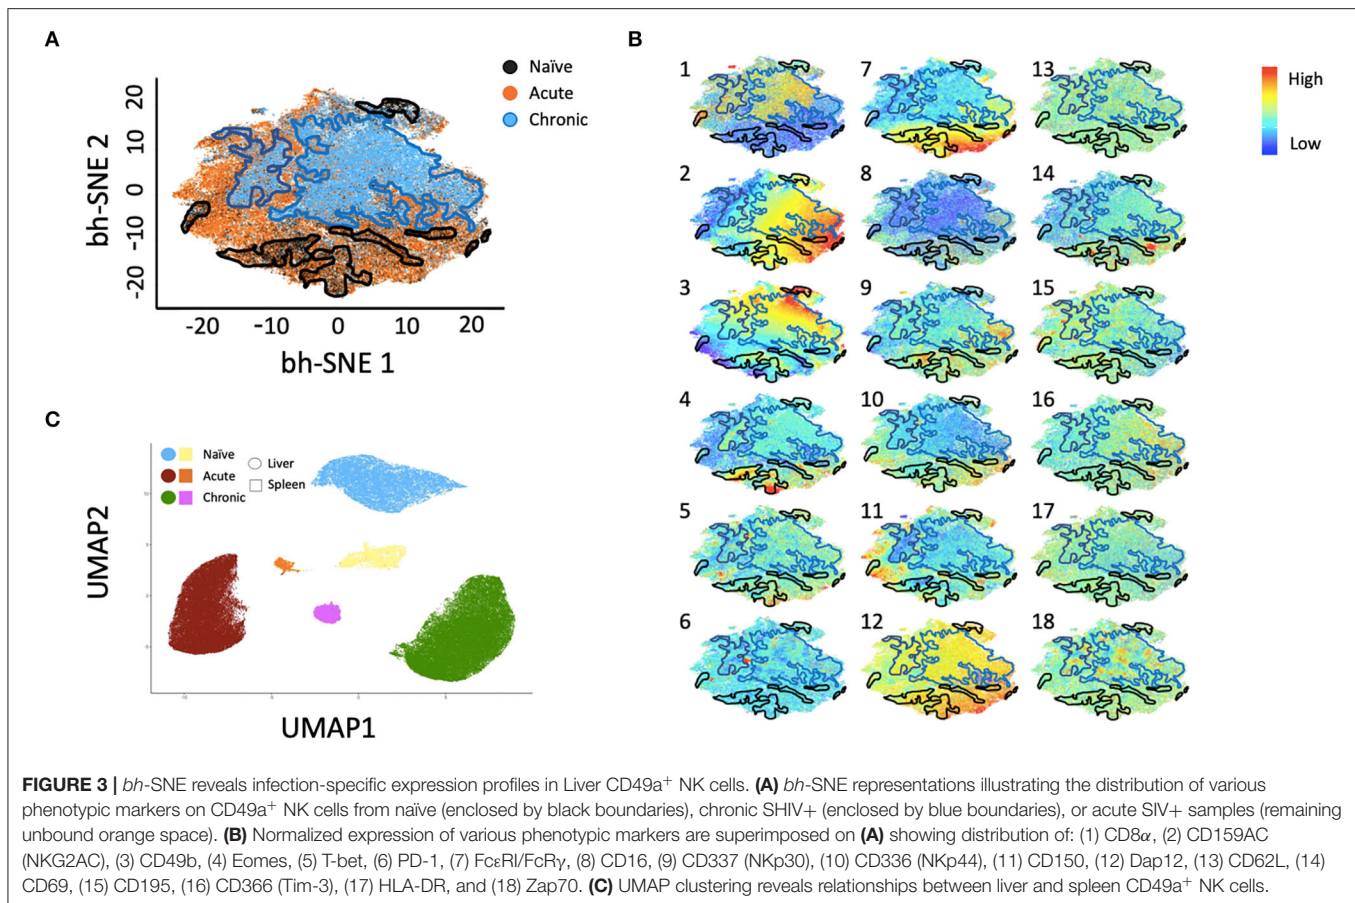 A
Naïve
Acute
Chronic
bh-SNE 2
20
10
0
-10
-20
-20
-10
0
10
20
bh-SNE 1
B
1
7
13
High
Low
2
8
14
3
9
15
4
10
16
5
11
17
6
12
18
C
Naïve
Acute
Chronic
Liver
Spleen
UMAP2
UMAP1
FIGURE 3 | bh-SNE reveals infection-specific expression profiles in Liver CD49a+ NK cells. (A) bh-SNE representations illustrating the distribution of various
phenotypic markers on CD49a+ NK cells from naïve (enclosed by black boundaries), chronic SHIV+ (enclosed by blue boundaries), or acute SIV+ samples (remaining
unbound orange space). (B) Normalized expression of various phenotypic markers are superimposed on (A) showing distribution of: (1) CD8α, (2) CD159AC
(NKG2AC), (3) CD49b, (4) Eomes, (5) T-bet, (6) PD-1, (7) FcεRI/FcRγ, (8) CD16, (9) CD337 (NKp30), (10) CD336 (NKp44), (11) CD150, (12) Dap12, (13) CD62L, (14)
CD69, (15) CD195, (16) CD366 (Tim-3), (17) HLA-DR, and (18) Zap70. (C) UMAP clustering reveals relationships between liver and spleen CD49a+ NK cells.